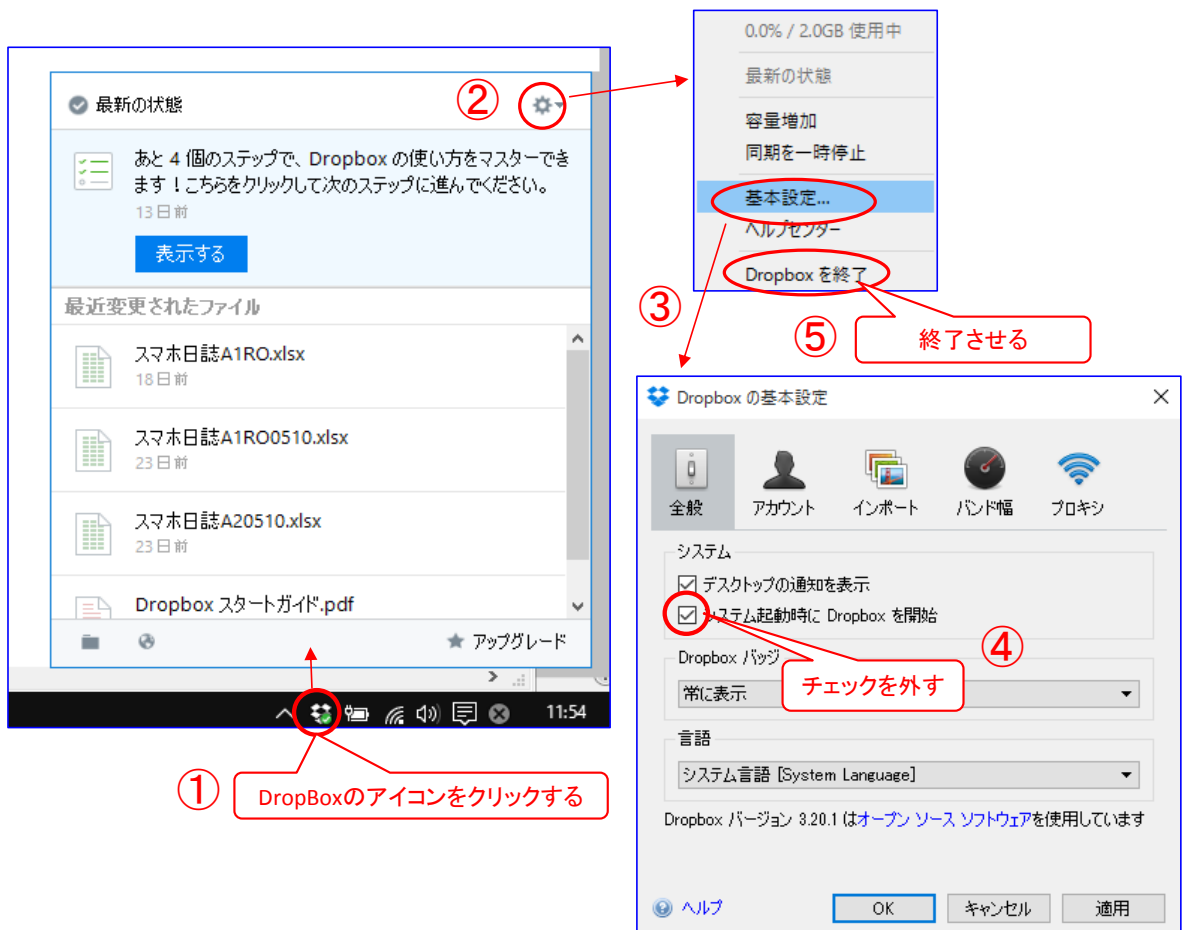 最新の状態
②
あと 4 個のステップで、Dropbox の使い方をマスターでき
ます！こちらをクリックして次のステップに進んでください。
13日前
表示する
最近変更されたファイル
スマホ日誌A1RO.xlsx
18日前
スマホ日誌A1RO0510.xlsx
23日前
スマホ日誌A20510.xlsx
23日前
Dropbox スタートガイド.pdf
アップグレード
11:54
①
DropBoxのアイコンをクリックする
0.0% / 2.0GB 使用中
最新の状態
容量増加
同期を一時停止
基本設定...
ヘルプセンター
Dropbox を終了
③
⑤
終了させる
Dropbox の基本設定
全般
アカウント
インポート
バンド幅
プロキシ
システム
デスクトップの通知を表示
システム起動時に Dropbox を開始
④
Dropbox バッジ
チェックを外す
常に表示
言語
システム言語 [System Language]
Dropbox バージョン 3.20.1 はオープン ソース ソフトウェアを使用しています
ヘルプ
OK
キャンセル
適用